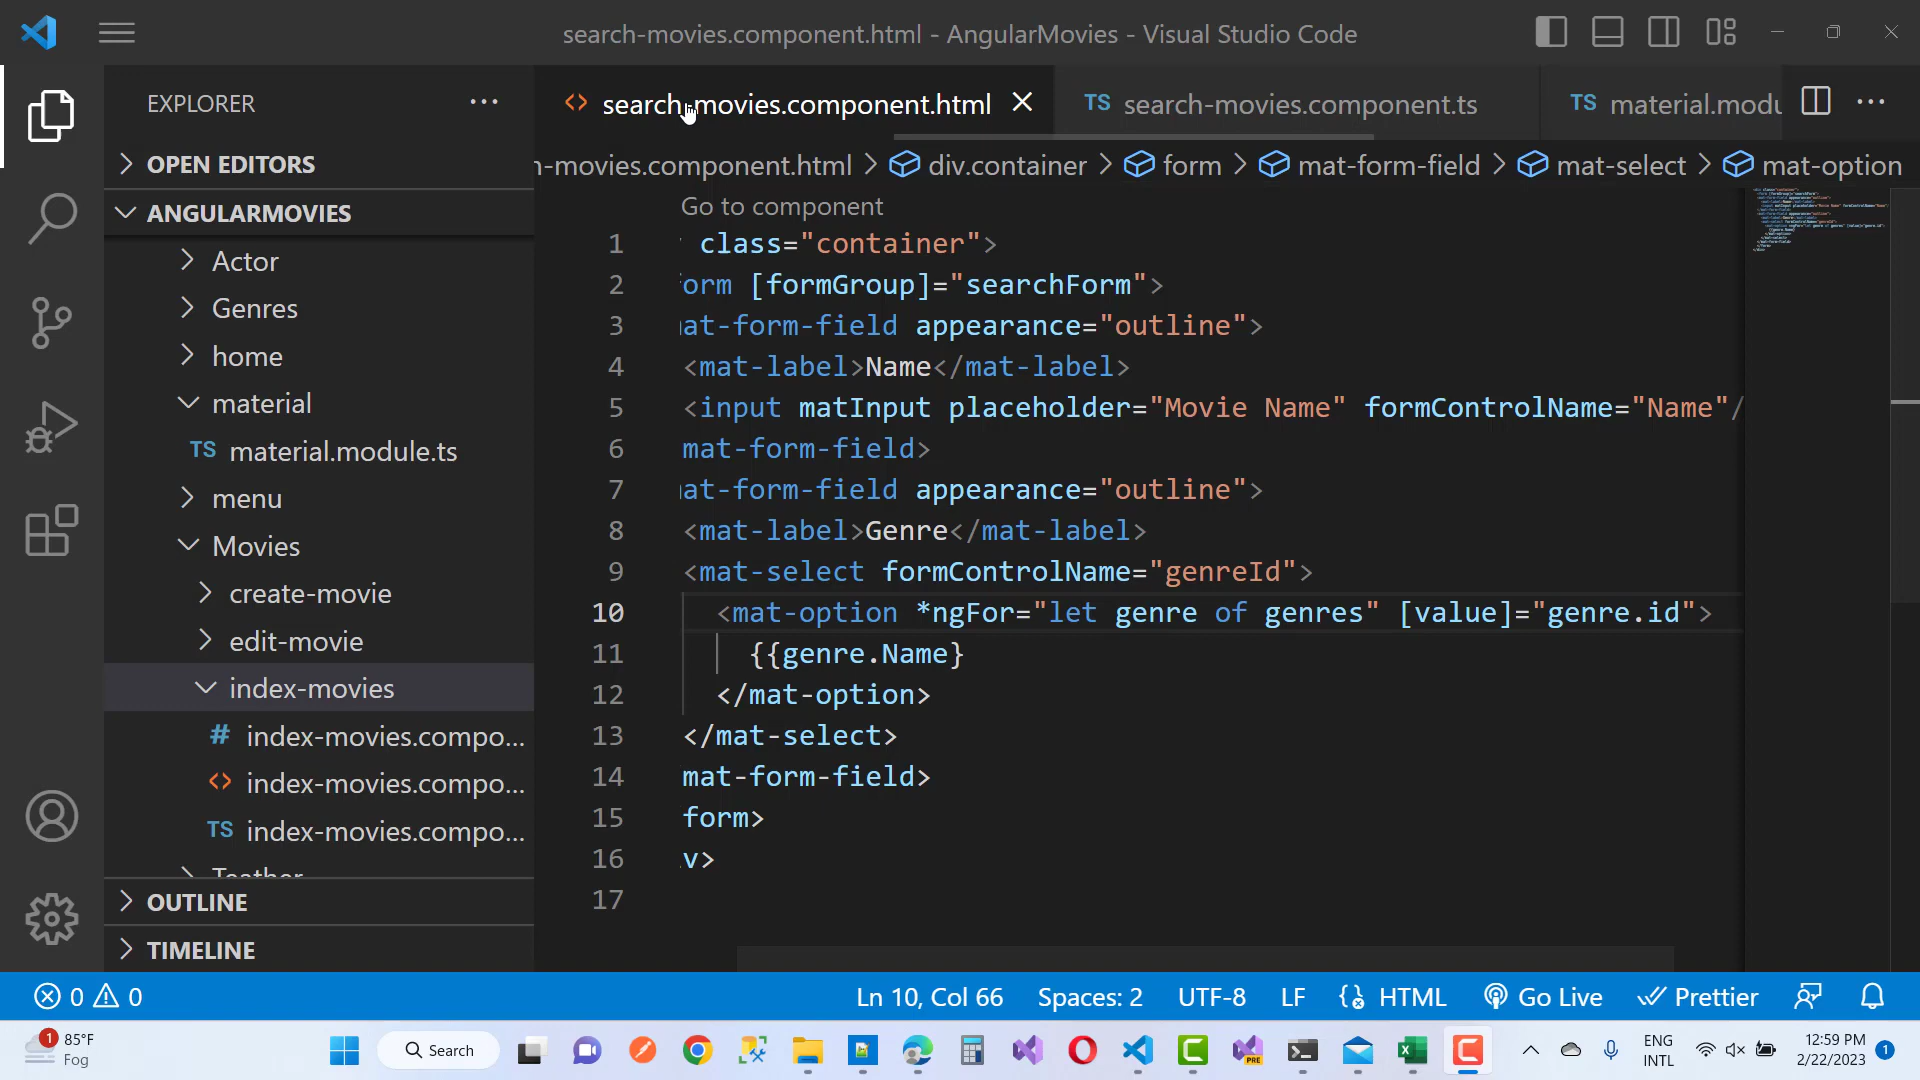 search-movies.component.html - AngularMovies - Visual Studio Code
EXPLORER
search-movies.component.html
TS search-movies.component.ts
TS material.modu
OPEN EDITORS
ANGULARMOVIES
Actor
Genres
home
material
TS material.module.ts
menu
Movies
create-movie
edit-movie
index-movies
# index-movies.compo...
<> index-movies.compo...
TS index-movies.compo...
OUTLINE
TIMELINE
-movies.component.html > div.container > form > mat-form-field > mat-select > mat-option
Go to component
1 class="container">
2 orm [formGroup]="searchForm">
3 at-form-field appearance="outline">
4 <mat-label>Name</mat-label>
5 <input matInput placeholder="Movie Name" formControlName="Name"/
6 mat-form-field>
7 at-form-field appearance="outline">
8 <mat-label>Genre</mat-label>
9 <mat-select formControlName="genreId">
10 <mat-option *ngFor="let genre of genres" [value]="genre.id">
11 {{genre.Name}
12 </mat-option>
13 </mat-select>
14 mat-form-field>
15 form>
16 v>
17
0 0
Ln 10, Col 66 Spaces: 2 UTF-8 LF HTML Go Live Prettier
1 85°F
Fog
Search
PRE
ENG
INTL
12:59 PM
2/22/2023
1